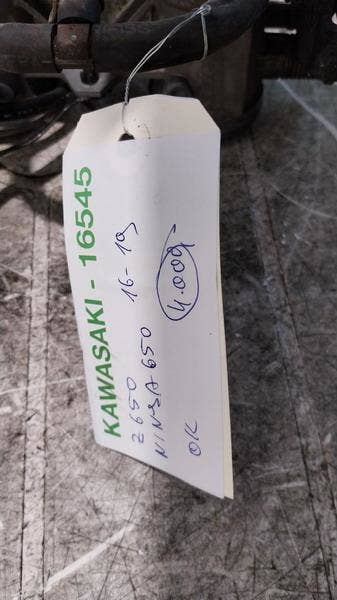 KAWASAKI - 16545
Z650
NINJA 650 16-19
OK 4.009-